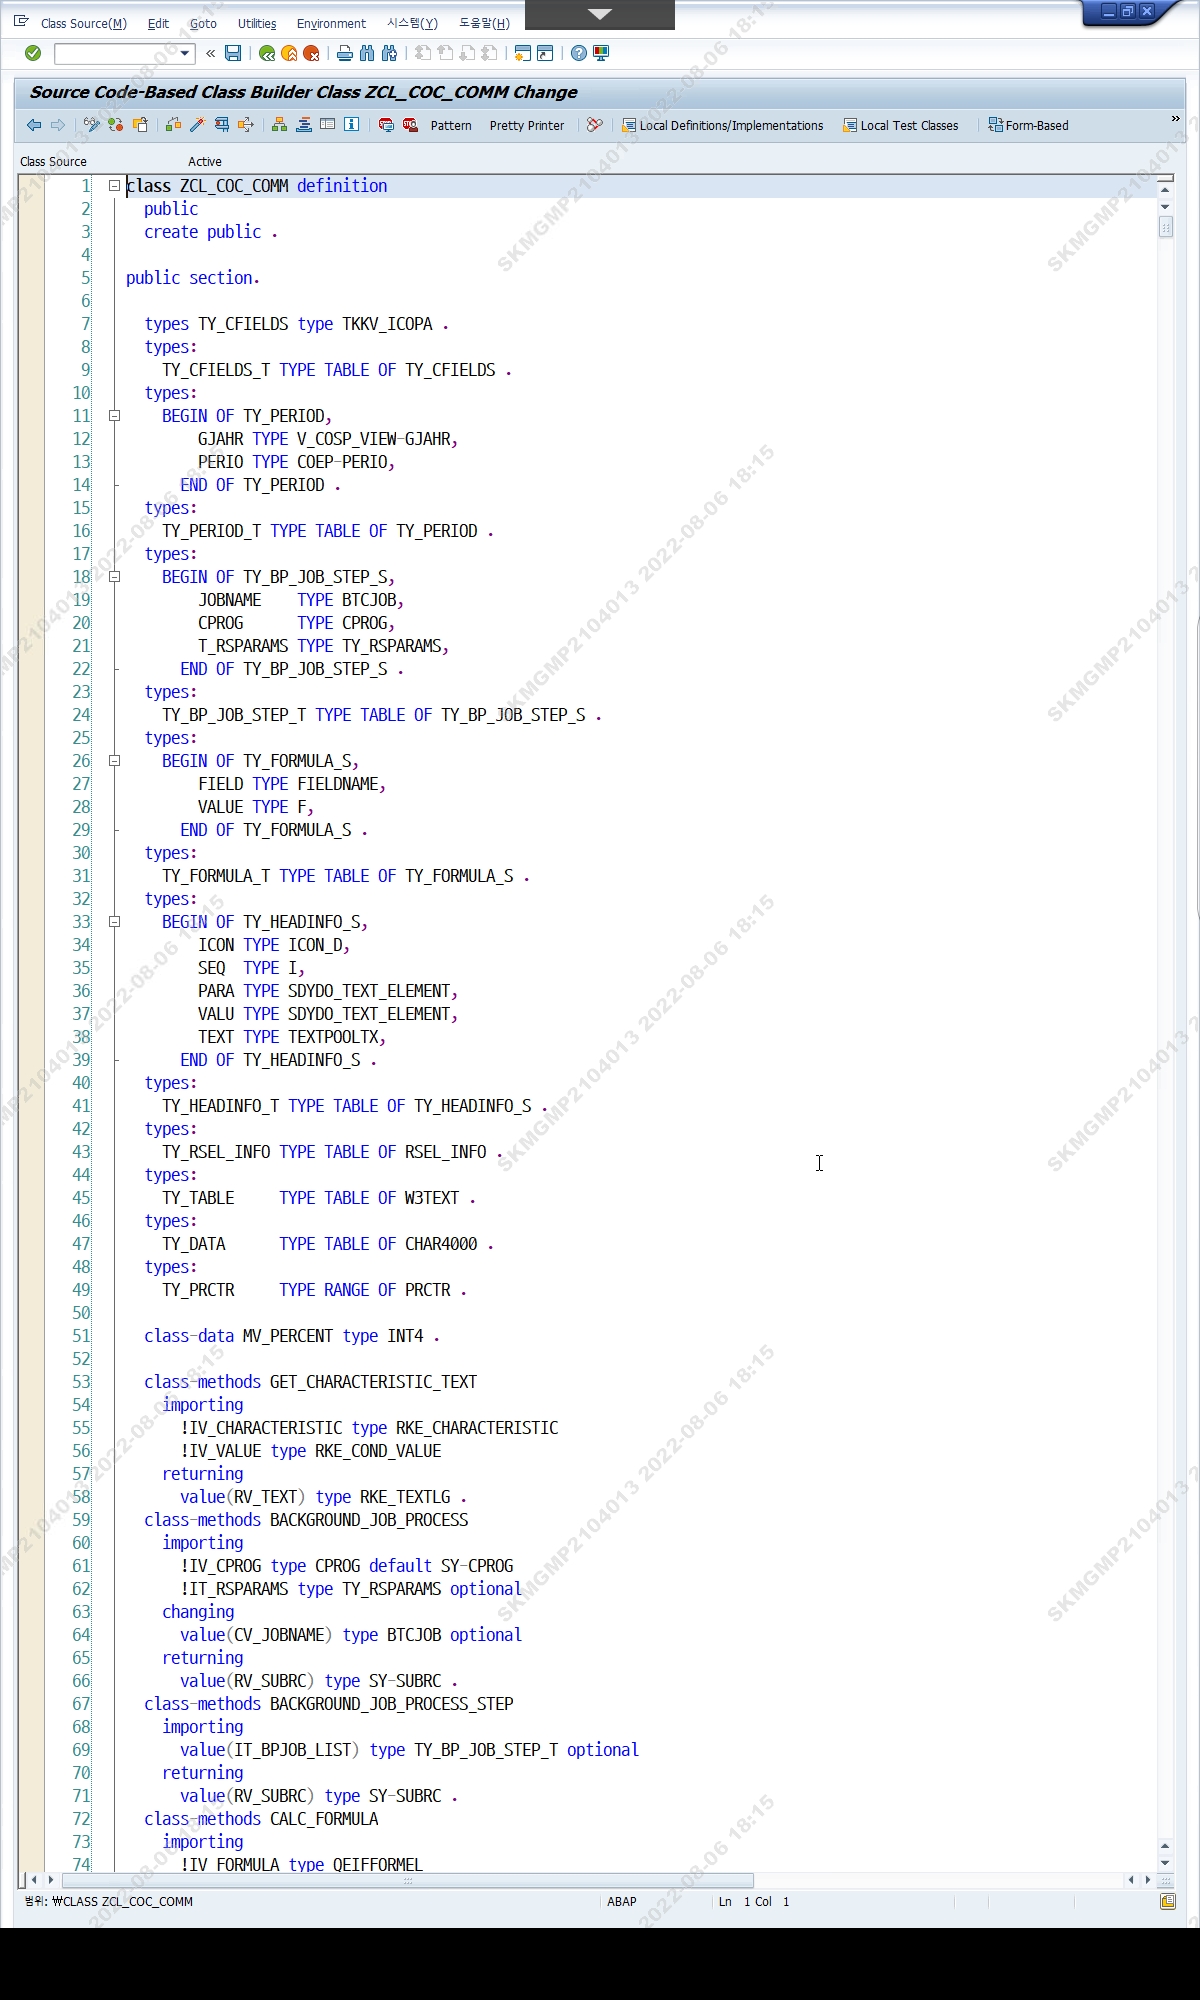 Class Source(M) Edit Goto Utilities Environment 시스템(Y) 도움말(H)
Source Code-Based Class Builder Class ZCL_COC_COMM Change
Pattern Pretty Printer Local Definitions/Implementations Local Test Classes Form-Based
Class Source Active
1 class ZCL_COC_COMM definition
2 public
3 create public .
4
5 public section.
6
7 types TY_CFIELDS type TKKV_ICOPA .
8 types:
9 TY_CFIELDS_T TYPE TABLE OF TY_CFIELDS .
10 types:
11 BEGIN OF TY_PERIOD,
12 GJAHR TYPE V_COSP_VIEW-GJAHR,
13 PERIO TYPE COEP-PERIO,
14 END OF TY_PERIOD .
15 types:
16 TY_PERIOD_T TYPE TABLE OF TY_PERIOD .
17 types:
18 BEGIN OF TY_BP_JOB_STEP_S,
19 JOBNAME TYPE BTCJOB,
20 CPROG TYPE CPROG,
21 T_RSPARAMS TYPE TY_RSPARAMS,
22 END OF TY_BP_JOB_STEP_S .
23 types:
24 TY_BP_JOB_STEP_T TYPE TABLE OF TY_BP_JOB_STEP_S .
25 types:
26 BEGIN OF TY_FORMULA_S,
27 FIELD TYPE FIELDNAME,
28 VALUE TYPE F,
29 END OF TY_FORMULA_S .
30 types:
31 TY_FORMULA_T TYPE TABLE OF TY_FORMULA_S .
32 types:
33 BEGIN OF TY_HEADINFO_S,
34 ICON TYPE ICON_D,
35 SEQ TYPE I,
36 PARA TYPE SDYDO_TEXT_ELEMENT,
37 VALU TYPE SDYDO_TEXT_ELEMENT,
38 TEXT TYPE TEXTPOOLTX,
39 END OF TY_HEADINFO_S .
40 types:
41 TY_HEADINFO_T TYPE TABLE OF TY_HEADINFO_S .
42 types:
43 TY_RSEL_INFO TYPE TABLE OF RSEL_INFO .
44 types:
45 TY_TABLE TYPE TABLE OF W3TEXT .
46 types:
47 TY_DATA TYPE TABLE OF CHAR4000 .
48 types:
49 TY_PRCTR TYPE RANGE OF PRCTR .
50
51 class-data MV_PERCENT type INT4 .
52
53 class-methods GET_CHARACTERISTIC_TEXT
54 importing
55 !IV_CHARACTERISTIC type RKE_CHARACTERISTIC
56 !IV_VALUE type RKE_COND_VALUE
57 returning
58 value(RV_TEXT) type RKE_TEXTLG .
59 class-methods BACKGROUND_JOB_PROCESS
60 importing
61 !IV_CPROG type CPROG default SY-CPROG
62 !IT_RSPARAMS type TY_RSPARAMS optional
63 changing
64 value(CV_JOBNAME) type BTCJOB optional
65 returning
66 value(RV_SUBRC) type SY-SUBRC .
67 class-methods BACKGROUND_JOB_PROCESS_STEP
68 importing
69 value(IT_BPJOB_LIST) type TY_BP_JOB_STEP_T optional
70 returning
71 value(RV_SUBRC) type SY-SUBRC .
72 class-methods CALC_FORMULA
73 importing
74 !IV_FORMULA type QEIFFORMEL
범위: ₩CLASS ZCL_COC_COMM ABAP Ln 1 Col 1
SKMGMP2104013 2022-08-06 18:15